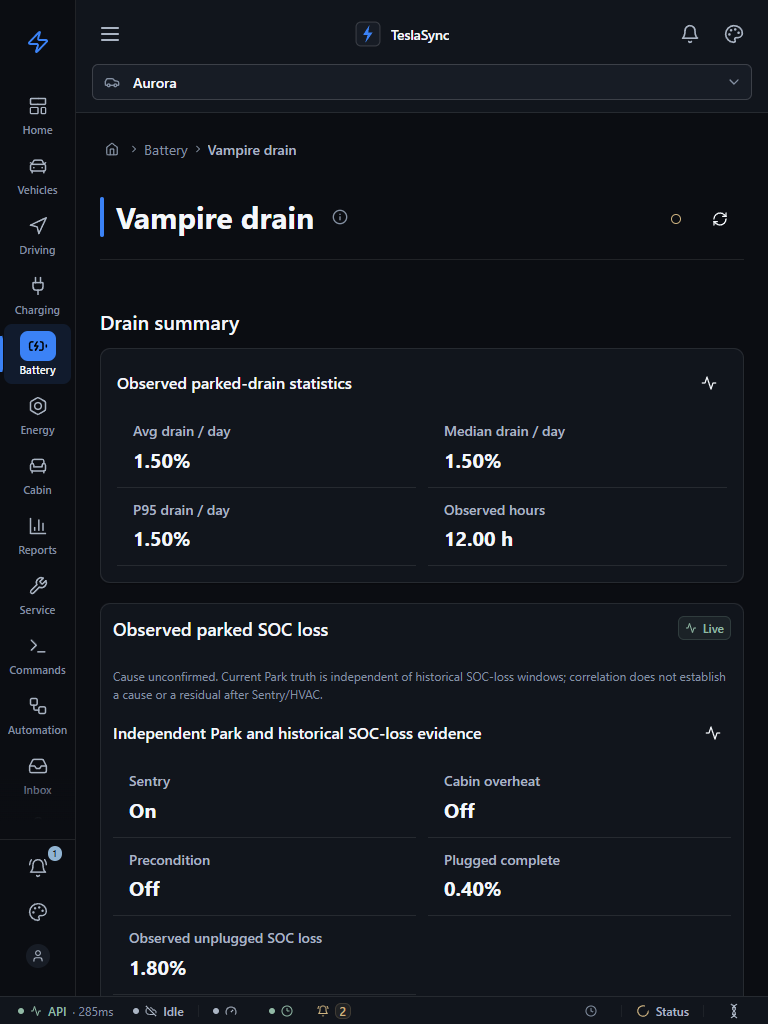 TeslaSync
Aurora
Home
Vehicles
Driving
Charging
Battery
Energy
Cabin
Reports
Service
Commands
Automation
Inbox
1
Battery > Vampire drain
Vampire drain
Drain summary
Observed parked-drain statistics
Avg drain / day
1.50%
Median drain / day
1.50%
P95 drain / day
1.50%
Observed hours
12.00 h
Observed parked SOC loss
Live
Cause unconfirmed. Current Park truth is independent of historical SOC-loss windows; correlation does not establish
a cause or a residual after Sentry/HVAC.
Independent Park and historical SOC-loss evidence
Sentry
On
Cabin overheat
Off
Precondition
Off
Plugged complete
0.40%
Observed unplugged SOC loss
1.80%
API · 285ms
Idle
2
Status